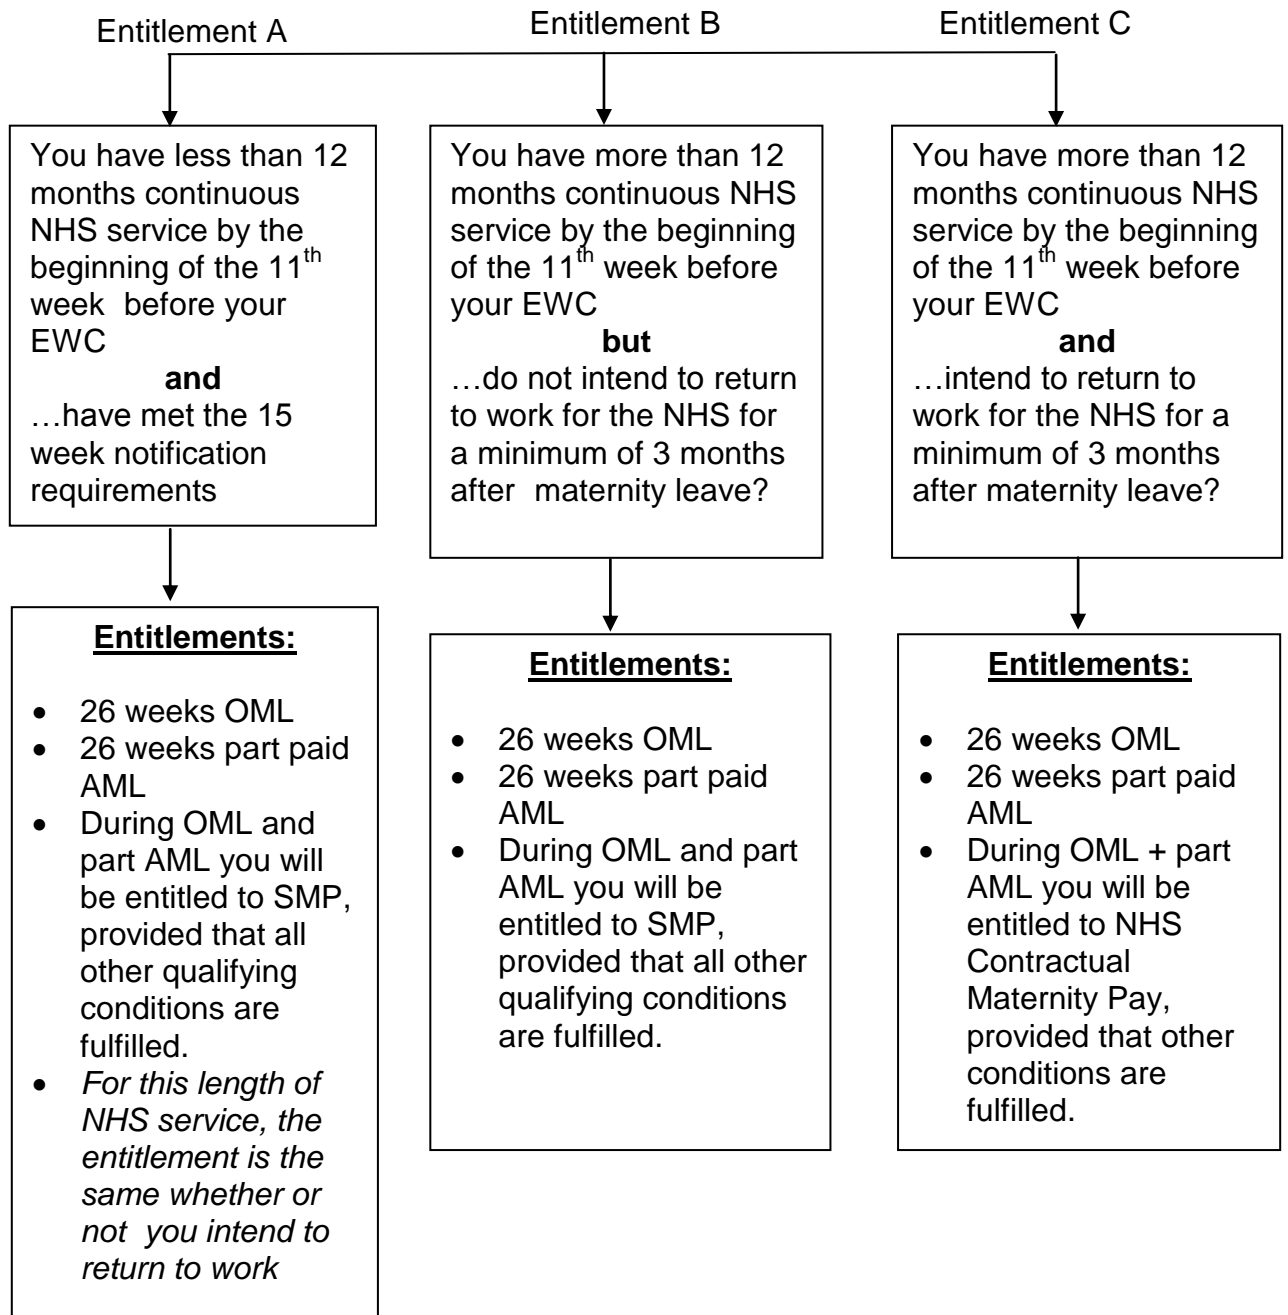 Entitlement A
Entitlement B
Entitlement C
You have less than 12
months continuous
NHS service by the
beginning of the 11th
week before your
EWC
and
…have met the 15
week notification
requirements
You have more than 12
months continuous NHS
service by the beginning
of the 11th week before
your EWC
but
…do not intend to return
to work for the NHS for
a minimum of 3 months
after maternity leave?
You have more than 12
months continuous NHS
service by the beginning
of the 11th week before
your EWC
and
…intend to return to
work for the NHS for a
minimum of 3 months
after maternity leave?
Entitlements:
• 26 weeks OML
• 26 weeks part paid
AML
• During OML and
part AML you will
be entitled to SMP,
provided that all
other qualifying
conditions are
fulfilled.
• For this length of
NHS service, the
entitlement is the
same whether or
not you intend to
return to work
Entitlements:
• 26 weeks OML
• 26 weeks part paid
AML
• During OML and part
AML you will be
entitled to SMP,
provided that all other
qualifying conditions
are fulfilled.
Entitlements:
• 26 weeks OML
• 26 weeks part paid
AML
• During OML + part
AML you will be
entitled to NHS
Contractual
Maternity Pay,
provided that other
conditions are
fulfilled.